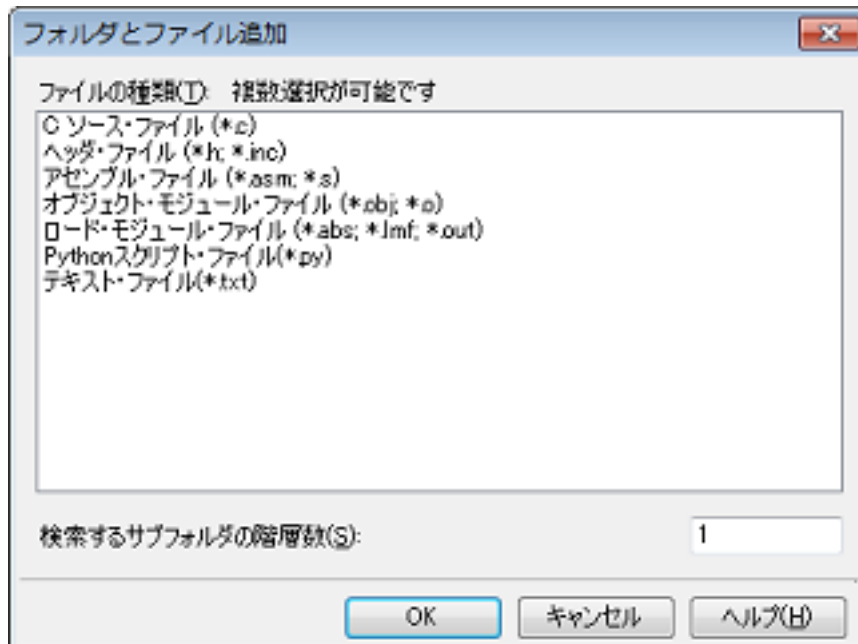 フォルダとファイル追加
ファイルの種類(T): 複数選択が可能です
C ソース・ファイル (*.c)
ヘッダ・ファイル (*.h; *.inc)
アセンブル・ファイル (*.asm; *.s)
オブジェクト・モジュール・ファイル (*.obj; *.o)
ロード・モジュール・ファイル (*.abs; *.lmf; *.out)
Pythonスクリプト・ファイル(*.py)
テキスト・ファイル(*.txt)
検索するサブフォルダの階層数(S): 1
OK キャンセル ヘルプ(H)